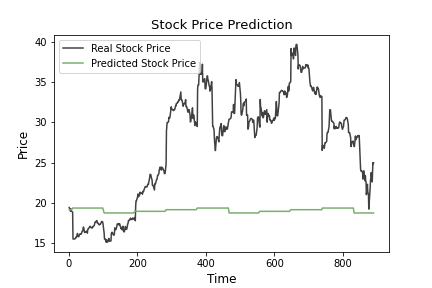 Stock Price Prediction
Real Stock Price
Predicted Stock Price
40
35
30
25
20
15
Price
0 200 400 600 800
Time